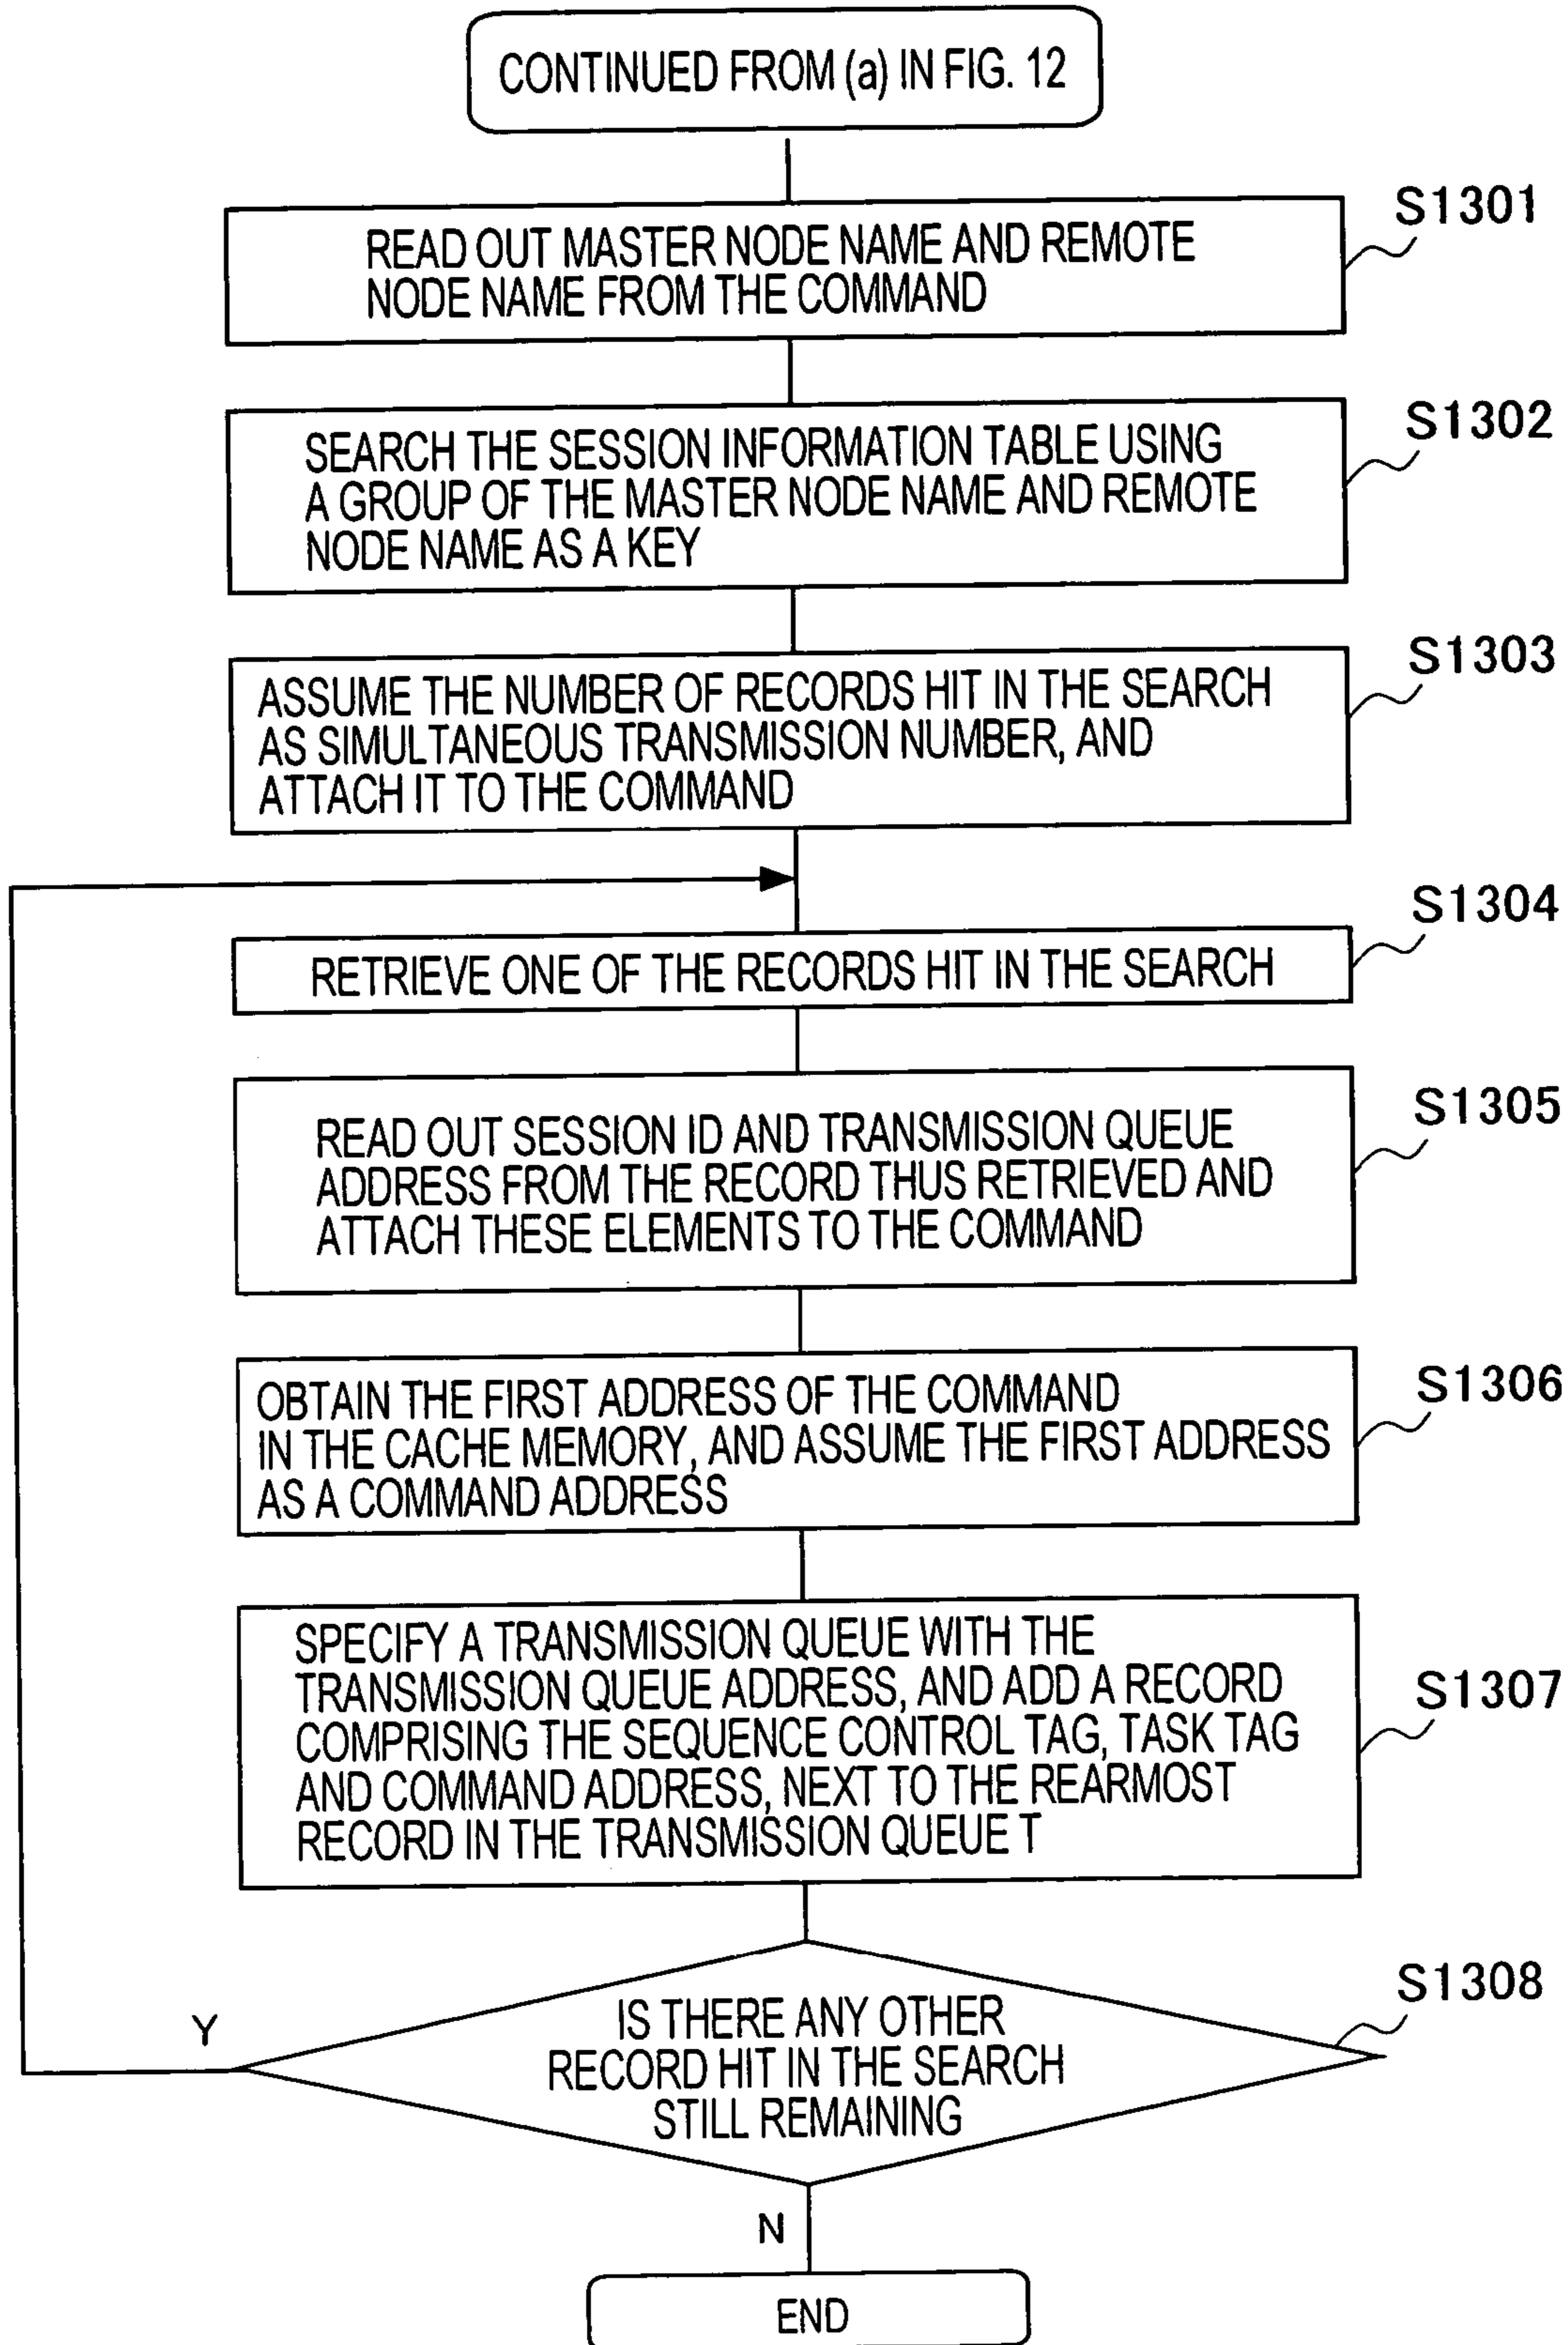 CONTINUED FROM (a) IN FIG. 12
S1301
READ OUT MASTER NODE NAME AND REMOTE
NODE NAME FROM THE COMMAND
S1302
SEARCH THE SESSION INFORMATION TABLE USING
A GROUP OF THE MASTER NODE NAME AND REMOTE
NODE NAME AS A KEY
S1303
ASSUME THE NUMBER OF RECORDS HIT IN THE SEARCH
AS SIMULTANEOUS TRANSMISSION NUMBER, AND
ATTACH IT TO THE COMMAND
S1304
RETRIEVE ONE OF THE RECORDS HIT IN THE SEARCH
S1305
READ OUT SESSION ID AND TRANSMISSION QUEUE
ADDRESS FROM THE RECORD THUS RETRIEVED AND
ATTACH THESE ELEMENTS TO THE COMMAND
S1306
OBTAIN THE FIRST ADDRESS OF THE COMMAND
IN THE CACHE MEMORY, AND ASSUME THE FIRST ADDRESS
AS A COMMAND ADDRESS
S1307
SPECIFY A TRANSMISSION QUEUE WITH THE
TRANSMISSION QUEUE ADDRESS, AND ADD A RECORD
COMPRISING THE SEQUENCE CONTROL TAG, TASK TAG
AND COMMAND ADDRESS, NEXT TO THE REARMOST
RECORD IN THE TRANSMISSION QUEUE T
S1308
Y
IS THERE ANY OTHER
RECORD HIT IN THE SEARCH
STILL REMAINING
N
END